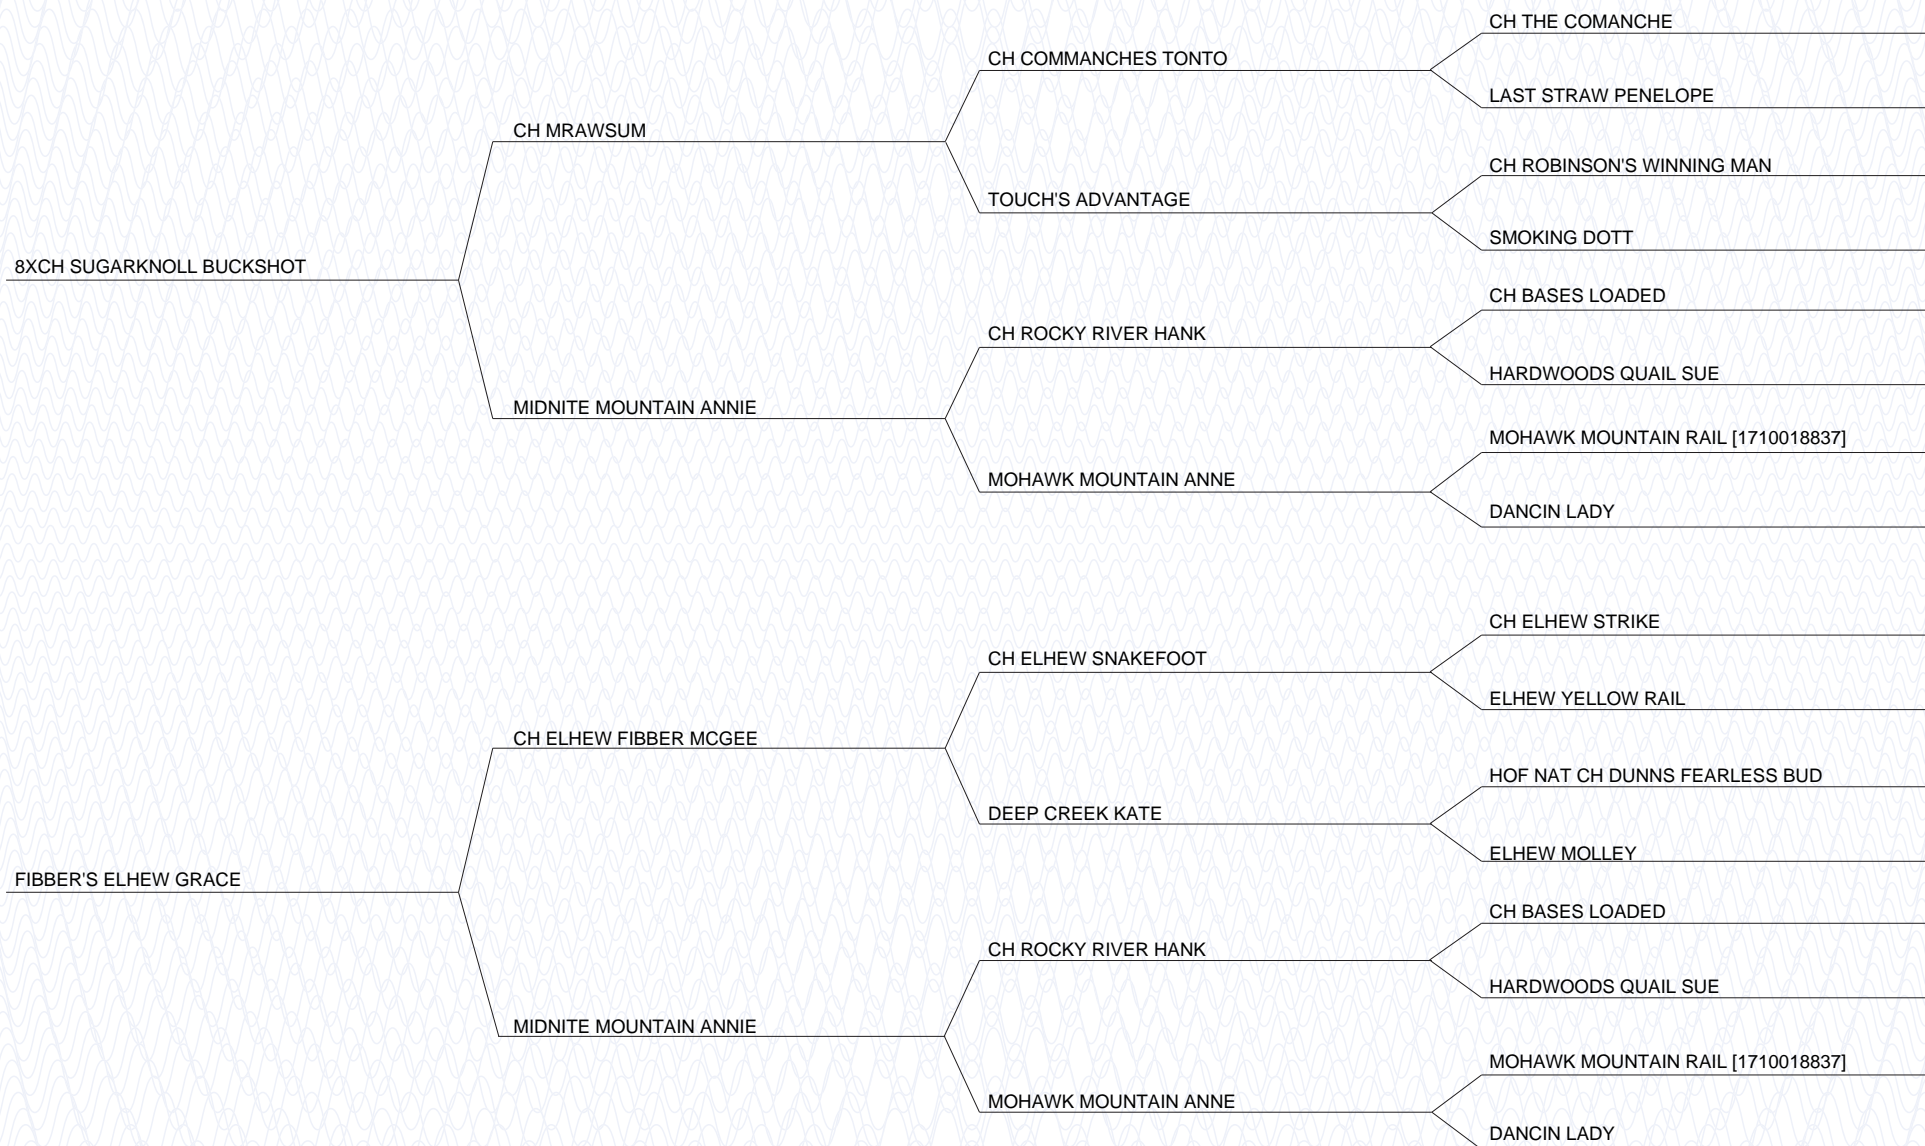 CH THE COMANCHE
CH COMMANCHES TONTO
LAST STRAW PENELOPE
CH MRAWSUM
CH ROBINSON'S WINNING MAN
TOUCH'S ADVANTAGE
SMOKING DOTT
8XCH SUGARKNOLL BUCKSHOT
CH BASES LOADED
CH ROCKY RIVER HANK
HARDWOODS QUAIL SUE
MIDNITE MOUNTAIN ANNIE
MOHAWK MOUNTAIN RAIL [1710018837]
MOHAWK MOUNTAIN ANNE
DANCIN LADY
CH ELHEW STRIKE
CH ELHEW SNAKEFOOT
ELHEW YELLOW RAIL
CH ELHEW FIBBER MCGEE
HOF NAT CH DUNNS FEARLESS BUD
DEEP CREEK KATE
ELHEW MOLLEY
FIBBER'S ELHEW GRACE
CH BASES LOADED
CH ROCKY RIVER HANK
HARDWOODS QUAIL SUE
MIDNITE MOUNTAIN ANNIE
MOHAWK MOUNTAIN RAIL [1710018837]
MOHAWK MOUNTAIN ANNE
DANCIN LADY